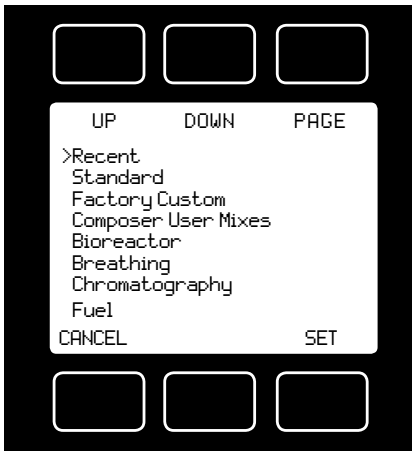 UP DOWN PAGE
>Recent
Standard
Factory Custom
Composer User Mixes
Bioreactor
Breathing
Chromatography
Fuel
CANCEL SET